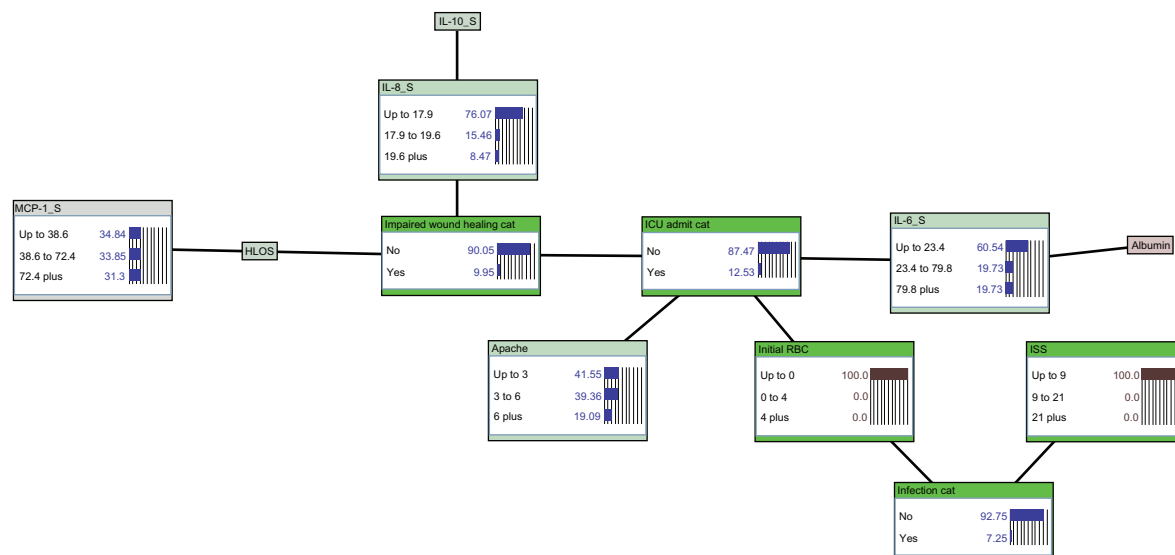 IL-10_S
IL-8_S
Up to 17.9 76.07
17.9 to 19.6 15.46
19.6 plus 8.47
MCP-1_S
Up to 38.6 34.84
38.6 to 72.4 33.85
72.4 plus 31.3
HLOS
Impaired wound healing cat
No 90.05
Yes 9.95
ICU admit cat
No 87.47
Yes 12.53
IL-6_S
Up to 23.4 60.54
23.4 to 79.8 19.73
79.8 plus 19.73
Albumin
Apache
Up to 3 41.55
3 to 6 39.36
6 plus 19.09
Initial RBC
Up to 0 100.0
0 to 4 0.0
4 plus 0.0
ISS
Up to 9 100.0
9 to 21 0.0
21 plus 0.0
Infection cat
No 92.75
Yes 7.25